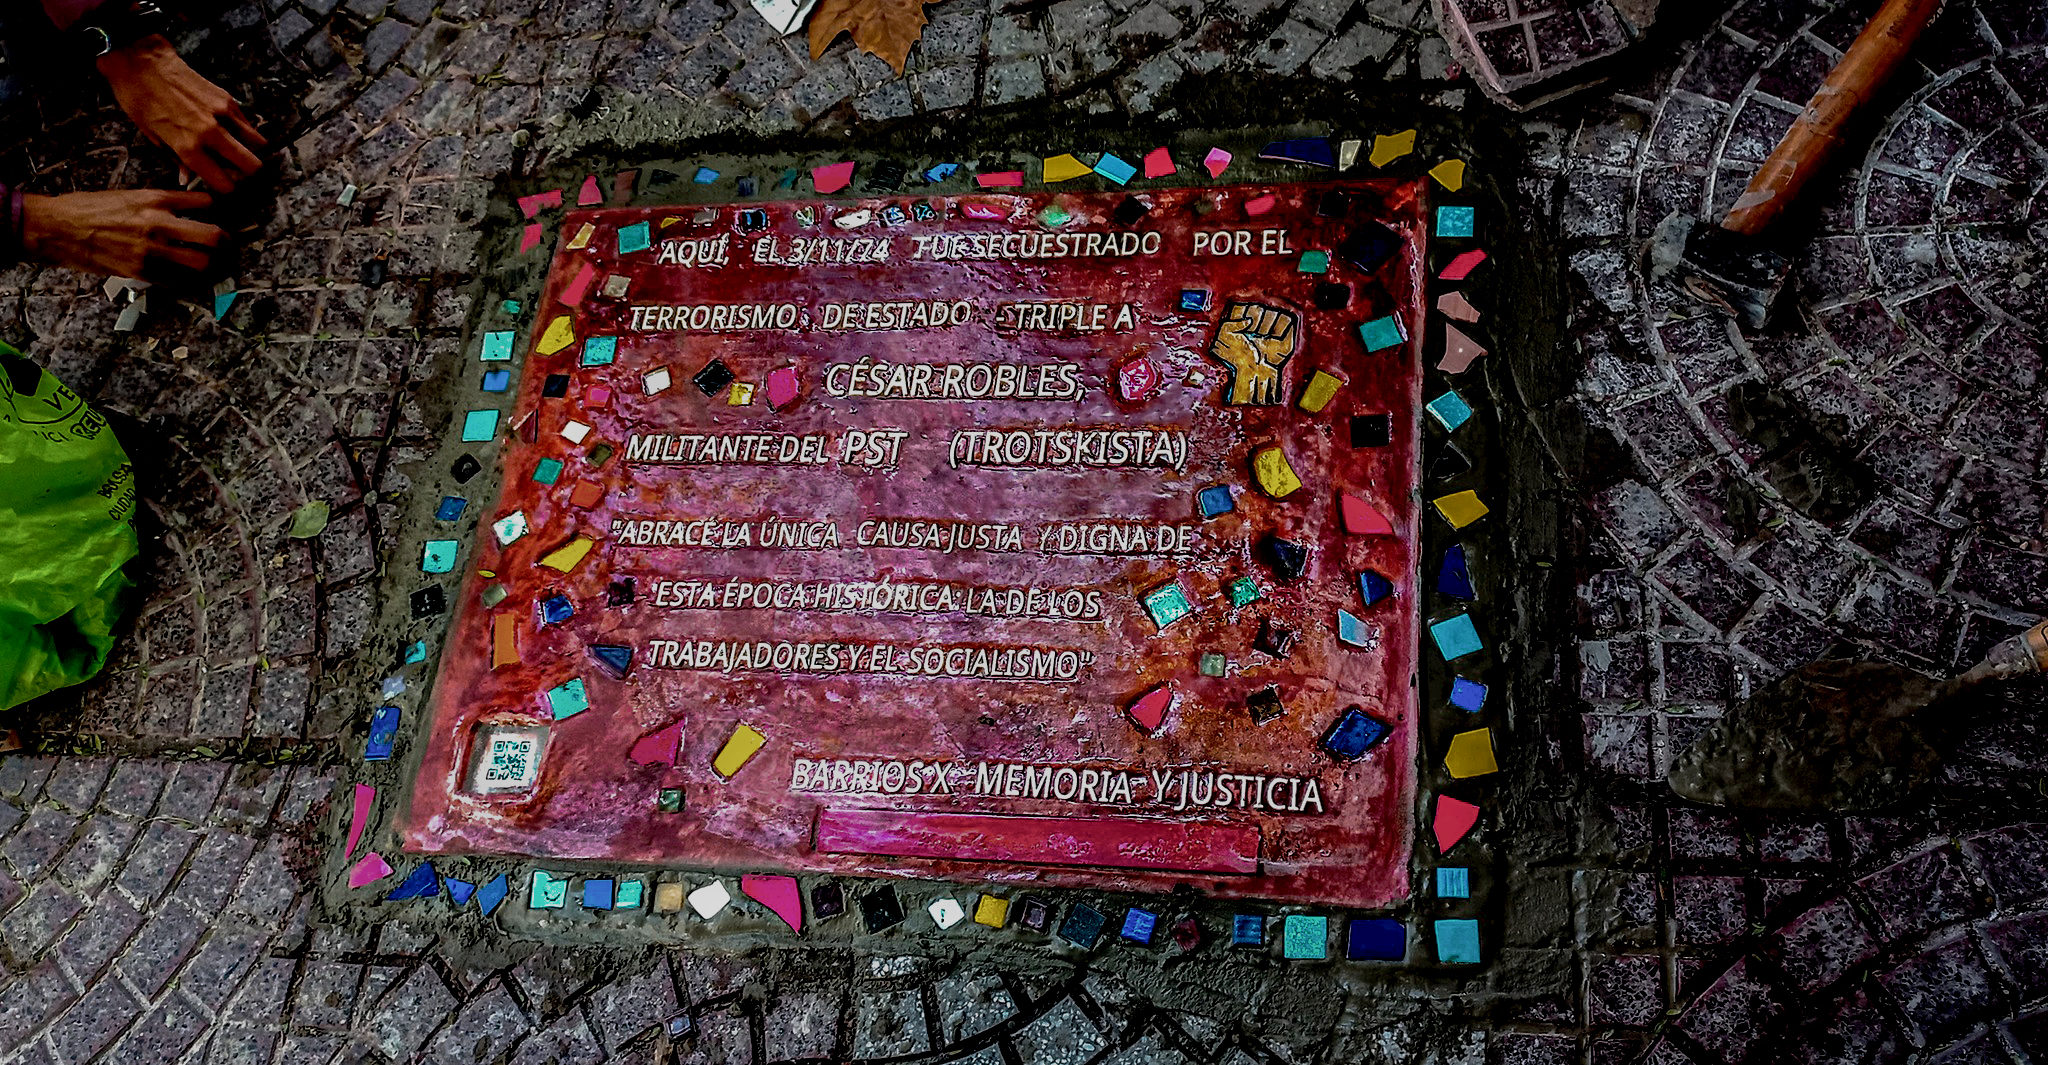 AQUÍ, EL 3/11/74 FUE SECUESTRADO POR EL
TERRORISMO DE ESTADO - TRIPLE A
CÉSAR ROBLES,
MILITANTE DEL PST (TROTSKISTA)
"ABRACÉ LA ÚNICA CAUSA JUSTA Y DIGNA DE
ESTA ÉPOCA HISTÓRICA: LA DE LOS
TRABAJADORES Y EL SOCIALISMO"
BARRIOS X MEMORIA Y JUSTICIA